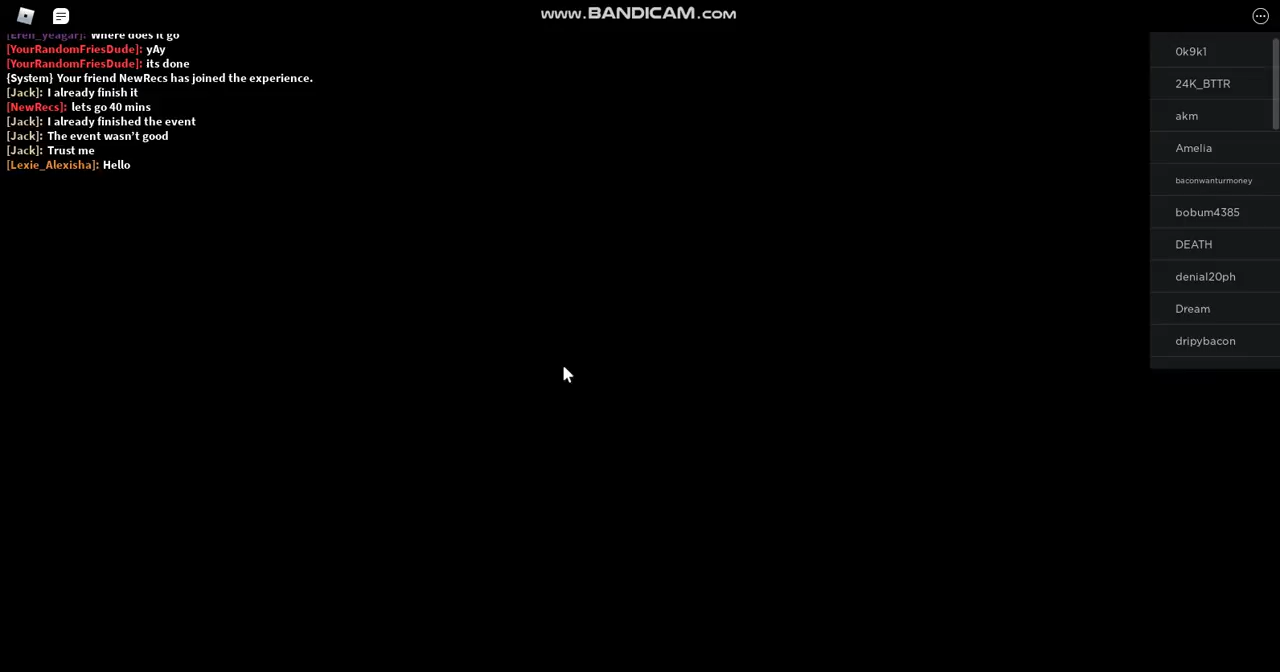 www.BANDICAM.com
[Eren_yeagar]: Where does it go
[YourRandomFriesDude]: yAy
[YourRandomFriesDude]: its done
{System} Your friend NewRecs has joined the experience.
[Jack]: I already finish it
[NewRecs]: lets go 40 mins
[Jack]: I already finished the event
[Jack]: The event wasn't good
[Jack]: Trust me
[Lexie_Alexisha]: Hello
0k9k1
24K_BTTR
akm
Amelia
baconwanturmoney
bobum4385
DEATH
denial20ph
Dream
dripybacon